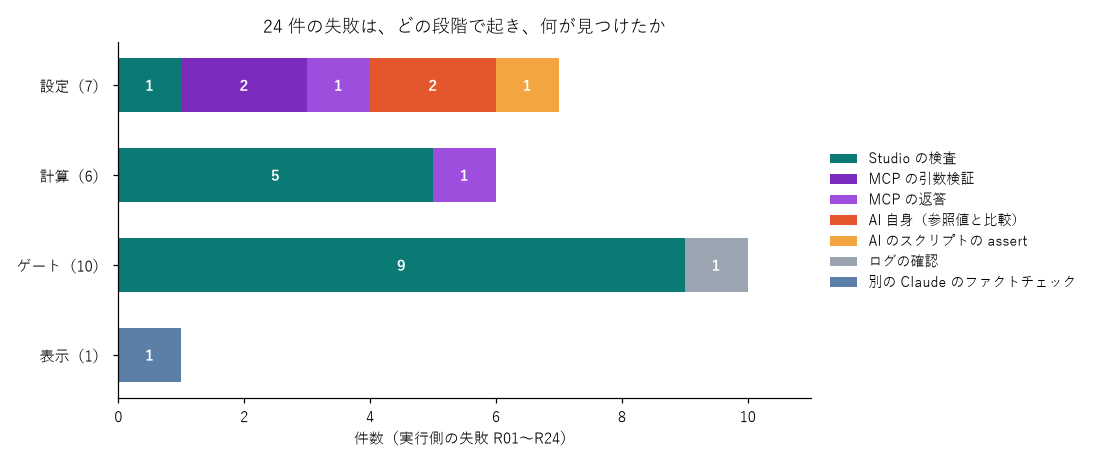 24 件の失敗は、どの段階で起き、何が見つけたか
設定（7）
1
2
1
2
1
計算（6）
5
1
ゲート（10）
9
1
表示（1）
1
0
2
4
6
8
10
件数（実行側の失敗 R01〜R24）
Studio の検査
MCP の引数検証
MCP の返答
AI 自身（参照値と比較）
AI のスクリプトの assert
ログの確認
別の Claude のファクトチェック